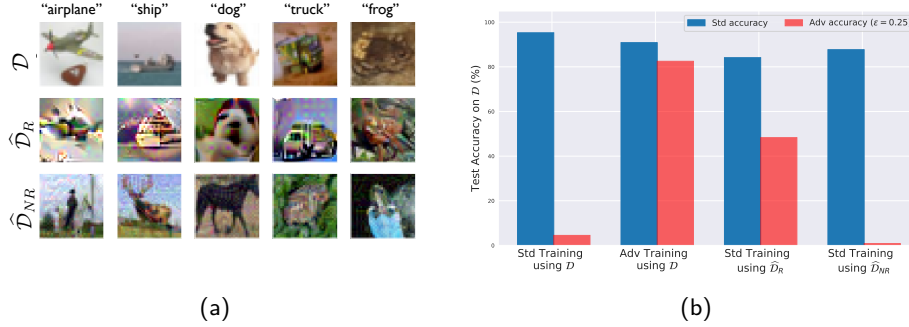 “airplane” “ship” “dog” “truck” “frog”
𝒟
𝒟̂_R
𝒟̂_NR
(a)
Std accuracy
Adv accuracy (ε = 0.25
Test Accuracy on 𝒟 (%)
100
80
60
40
20
0
Std Training
using 𝒟
Adv Training
using 𝒟
Std Training
using 𝒟̂_R
Std Training
using 𝒟̂_NR
(b)